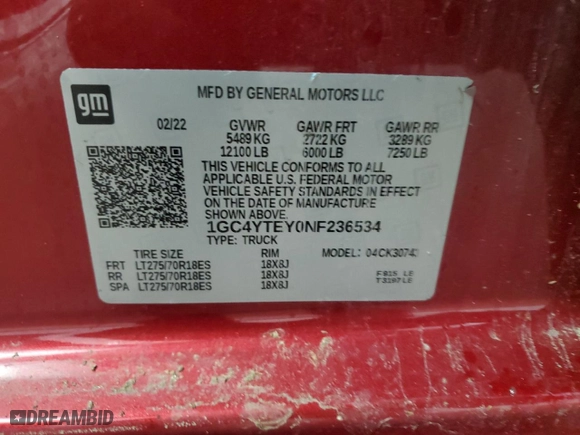 gm
MFD BY GENERAL MOTORS LLC
02/22 GVWR GAWR FRT GAWR RR
5489 KG 2722 KG 3289 KG
12100 LB 6000 LB 7250 LB
THIS VEHICLE CONFORMS TO ALL
APPLICABLE U.S. FEDERAL MOTOR
VEHICLE SAFETY STANDARDS IN EFFECT
ON THE DATE OF MANUFACTURE
SHOWN ABOVE.
1GC4YTEY0NF236534
TYPE: TRUCK
TIRE SIZE RIM MODEL: 04CK30743
FRT LT275/70R18ES 18X8J
RR LT275/70R18ES 18X8J
SPA LT275/70R18ES 18X8J
DREAMBID